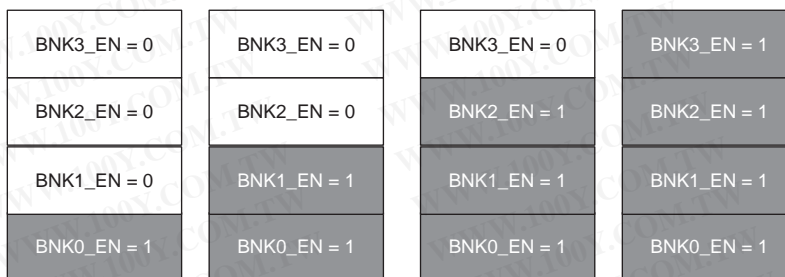 BNK3_EN = 0 BNK3_EN = 0 BNK3_EN = 0 BNK3_EN = 1
BNK2_EN = 0 BNK2_EN = 0 BNK2_EN = 1 BNK2_EN = 1
BNK1_EN = 0 BNK1_EN = 1 BNK1_EN = 1 BNK1_EN = 1
BNK0_EN = 1 BNK0_EN = 1 BNK0_EN = 1 BNK0_EN = 1
WWW.100Y.COM.TW